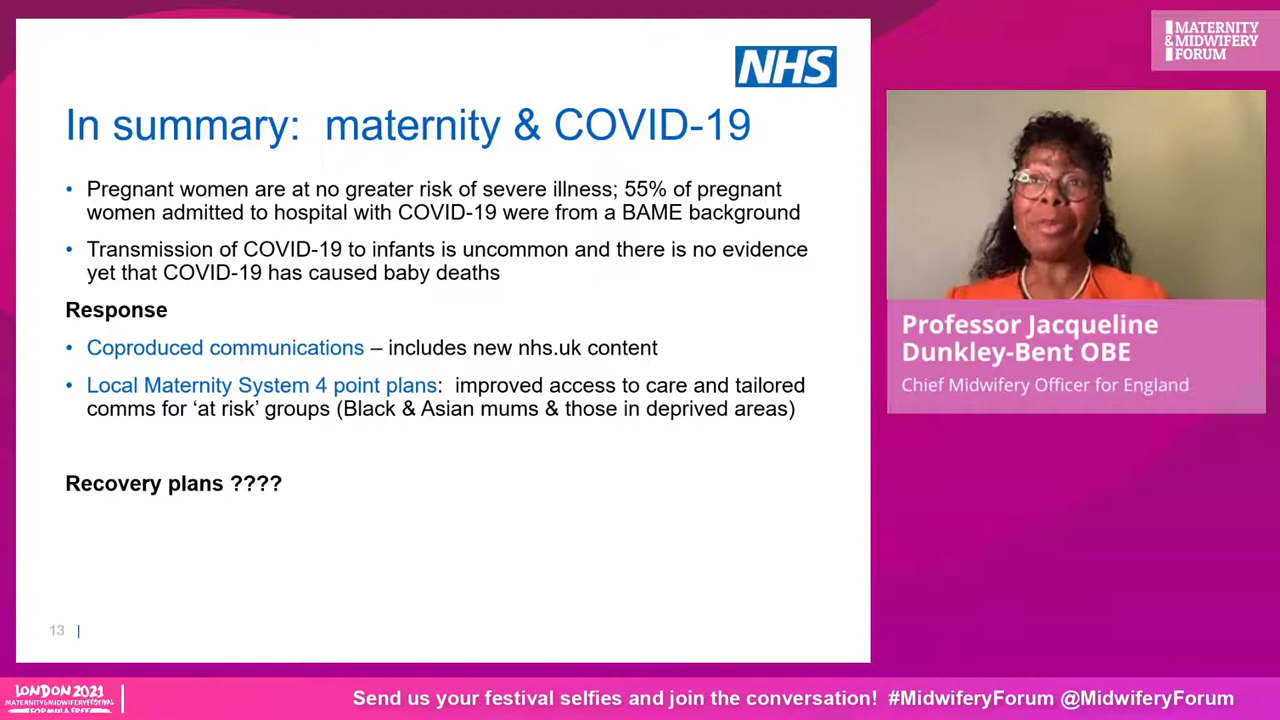 NHS
In summary: maternity & COVID-19
• Pregnant women are at no greater risk of severe illness; 55% of pregnant
women admitted to hospital with COVID-19 were from a BAME background
• Transmission of COVID-19 to infants is uncommon and there is no evidence
yet that COVID-19 has caused baby deaths
Response
• Coproduced communications – includes new nhs.uk content
• Local Maternity System 4 point plans: improved access to care and tailored
comms for ‘at risk’ groups (Black & Asian mums & those in deprived areas)
Recovery plans ????
13 |
MATERNITY
&MIDWIFERY
FORUM
Professor Jacqueline
Dunkley-Bent OBE
Chief Midwifery Officer for England
LONDON 2021
MATERNITY&MIDWIFERY FESTIVAL
FORMULA FREE
Send us your festival selfies and join the conversation! #MidwiferyForum @MidwiferyForum